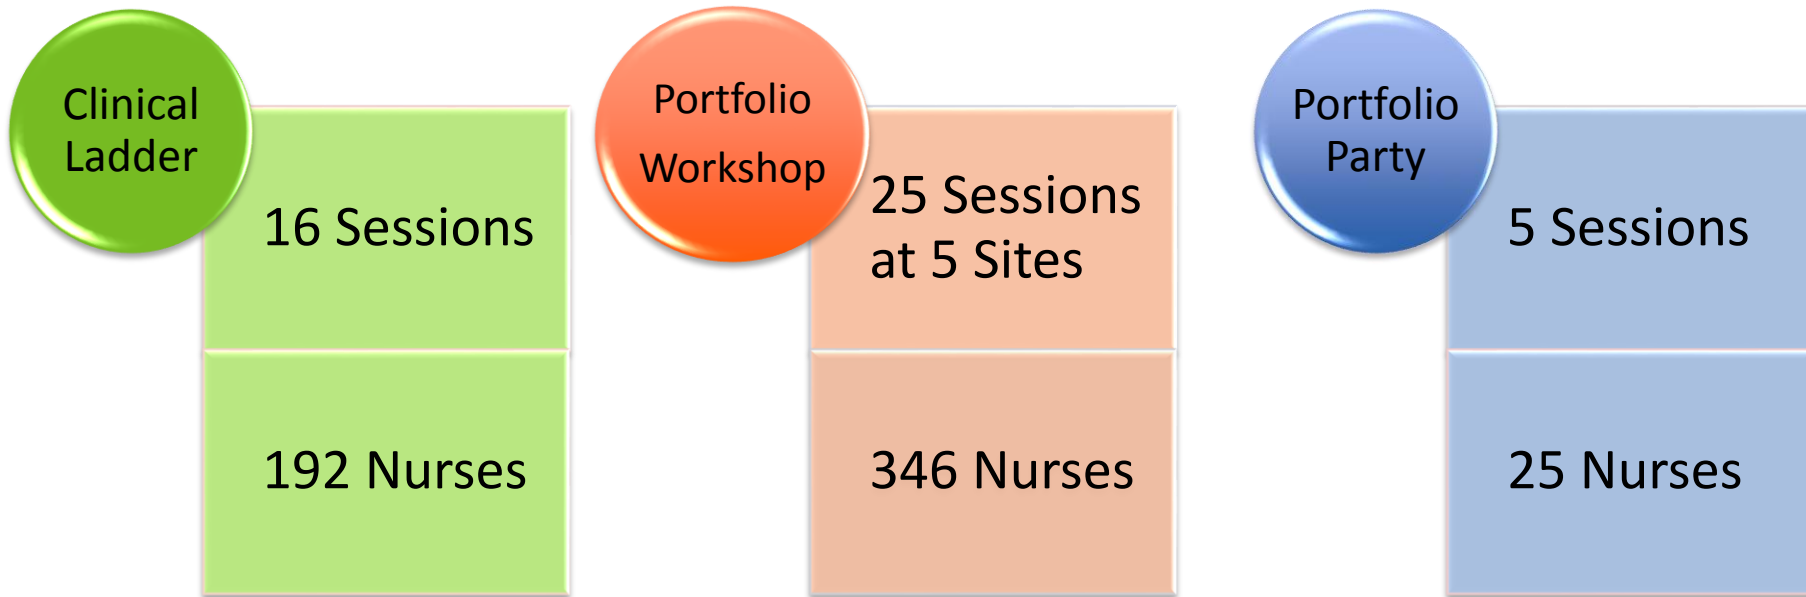 Clinical
Ladder
16 Sessions
192 Nurses
Portfolio
Workshop
25 Sessions
at 5 Sites
346 Nurses
Portfolio
Party
5 Sessions
25 Nurses